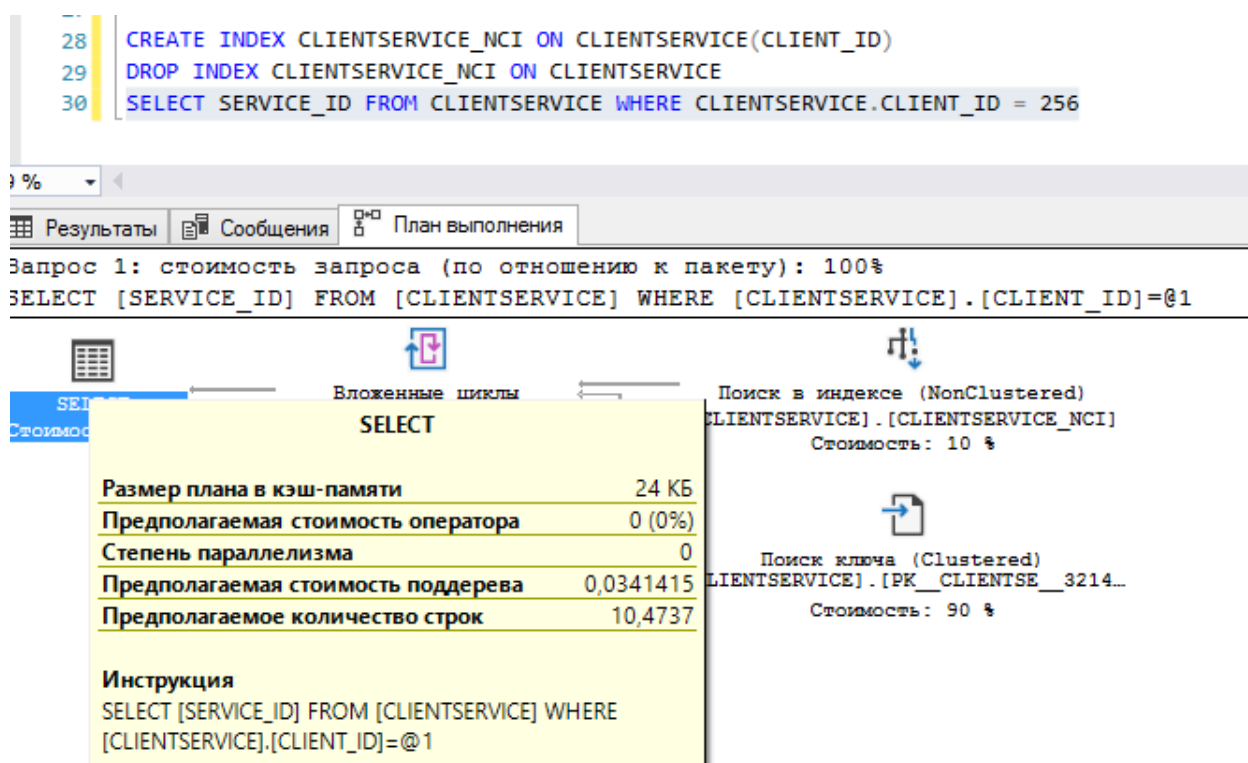 28 CREATE INDEX CLIENTSERVICE_NCI ON CLIENTSERVICE(CLIENT_ID)
29 DROP INDEX CLIENTSERVICE_NCI ON CLIENTSERVICE
30 SELECT SERVICE_ID FROM CLIENTSERVICE WHERE CLIENTSERVICE.CLIENT_ID = 256
9 %
Результаты Сообщения План выполнения
Запрос 1: стоимость запроса (по отношению к пакету): 100%
SELECT [SERVICE_ID] FROM [CLIENTSERVICE] WHERE [CLIENTSERVICE].[CLIENT_ID]=@1
Вложенные циклы
Поиск в индексе (NonClustered)
CLIENTSERVICE].[CLIENTSERVICE_NCI]
Стоимость: 10 %
Поиск ключа (Clustered)
LIENTSERVICE].[PK__CLIENTSE__3214…
Стоимость: 90 %
SELECT
Размер плана в кэш-памяти 24 КБ
Предполагаемая стоимость оператора 0 (0%)
Степень параллелизма 0
Предполагаемая стоимость поддерева 0,0341415
Предполагаемое количество строк 10,4737
Инструкция
SELECT [SERVICE_ID] FROM [CLIENTSERVICE] WHERE
[CLIENTSERVICE].[CLIENT_ID]=@1